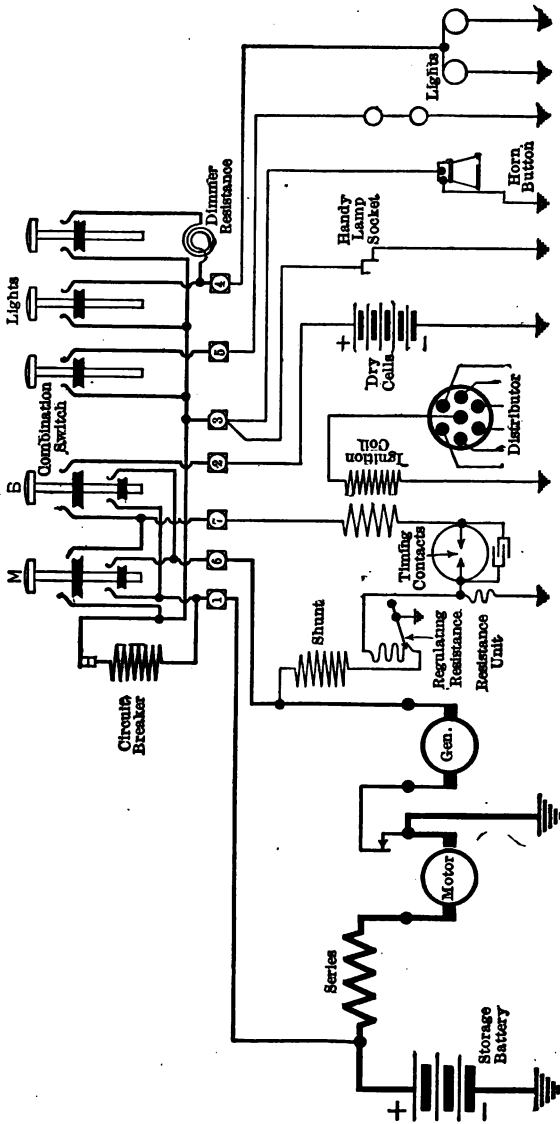 Lights
Combination
Switch
B
M
Circuit
Breaker
Dimmer
Resistance
4
5
3
2
7
6
1
Lights
Horn
Button
Handy
Lamp
Socket
+
Dry
Cells
-
Ignition
Coil
Distributor
Timing
Contacts
Shunt
Regulating
Resistance
Resistance
Unit
Gen.
Motor
Series
Storage
Battery
+
-